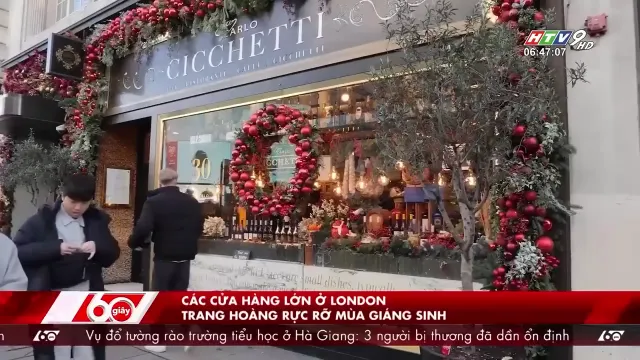 HTV9 HD
06:47:07
CARLO
CICCHETTI
30
CICCHETTI
60 giây
CÁC CỬA HÀNG LỚN Ở LONDON
TRANG HOÀNG RỰC RỠ MÙA GIÁNG SINH
Vụ đổ tường rào trường tiểu học ở Hà Giang: 3 người bị thương đã dần ổn định